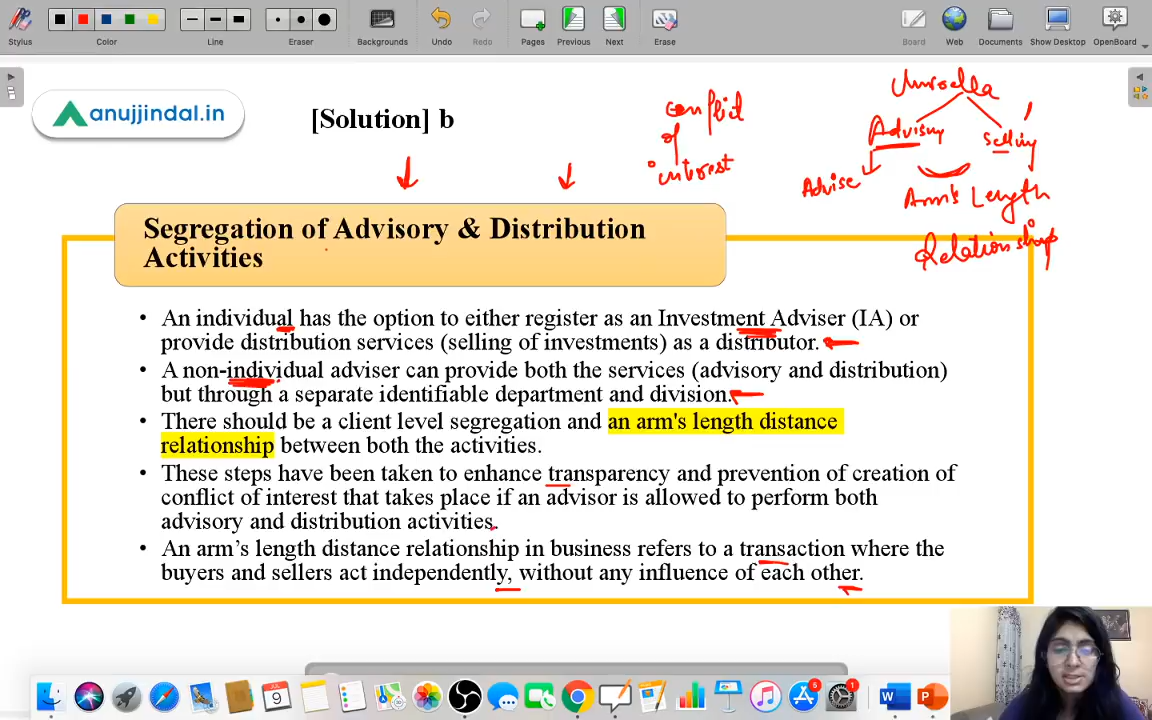 Stylus
Color
Line
Eraser
Backgrounds
Undo
Redo
Pages
Previous
Next
Erase
Board
Web
Documents
Show Desktop
OpenBoard
anujjindal.in
[Solution] b
conflict
of
interest
Umbrella
Advisory
selling
Advise
Arm's Length
Relationship
Segregation of Advisory & Distribution
Activities
• An individual has the option to either register as an Investment Adviser (IA) or
provide distribution services (selling of investments) as a distributor.
• A non-individual adviser can provide both the services (advisory and distribution)
but through a separate identifiable department and division.
• There should be a client level segregation and an arm's length distance
relationship between both the activities.
• These steps have been taken to enhance transparency and prevention of creation of
conflict of interest that takes place if an advisor is allowed to perform both
advisory and distribution activities.
• An arm's length distance relationship in business refers to a transaction where the
buyers and sellers act independently, without any influence of each other.
9
5
1